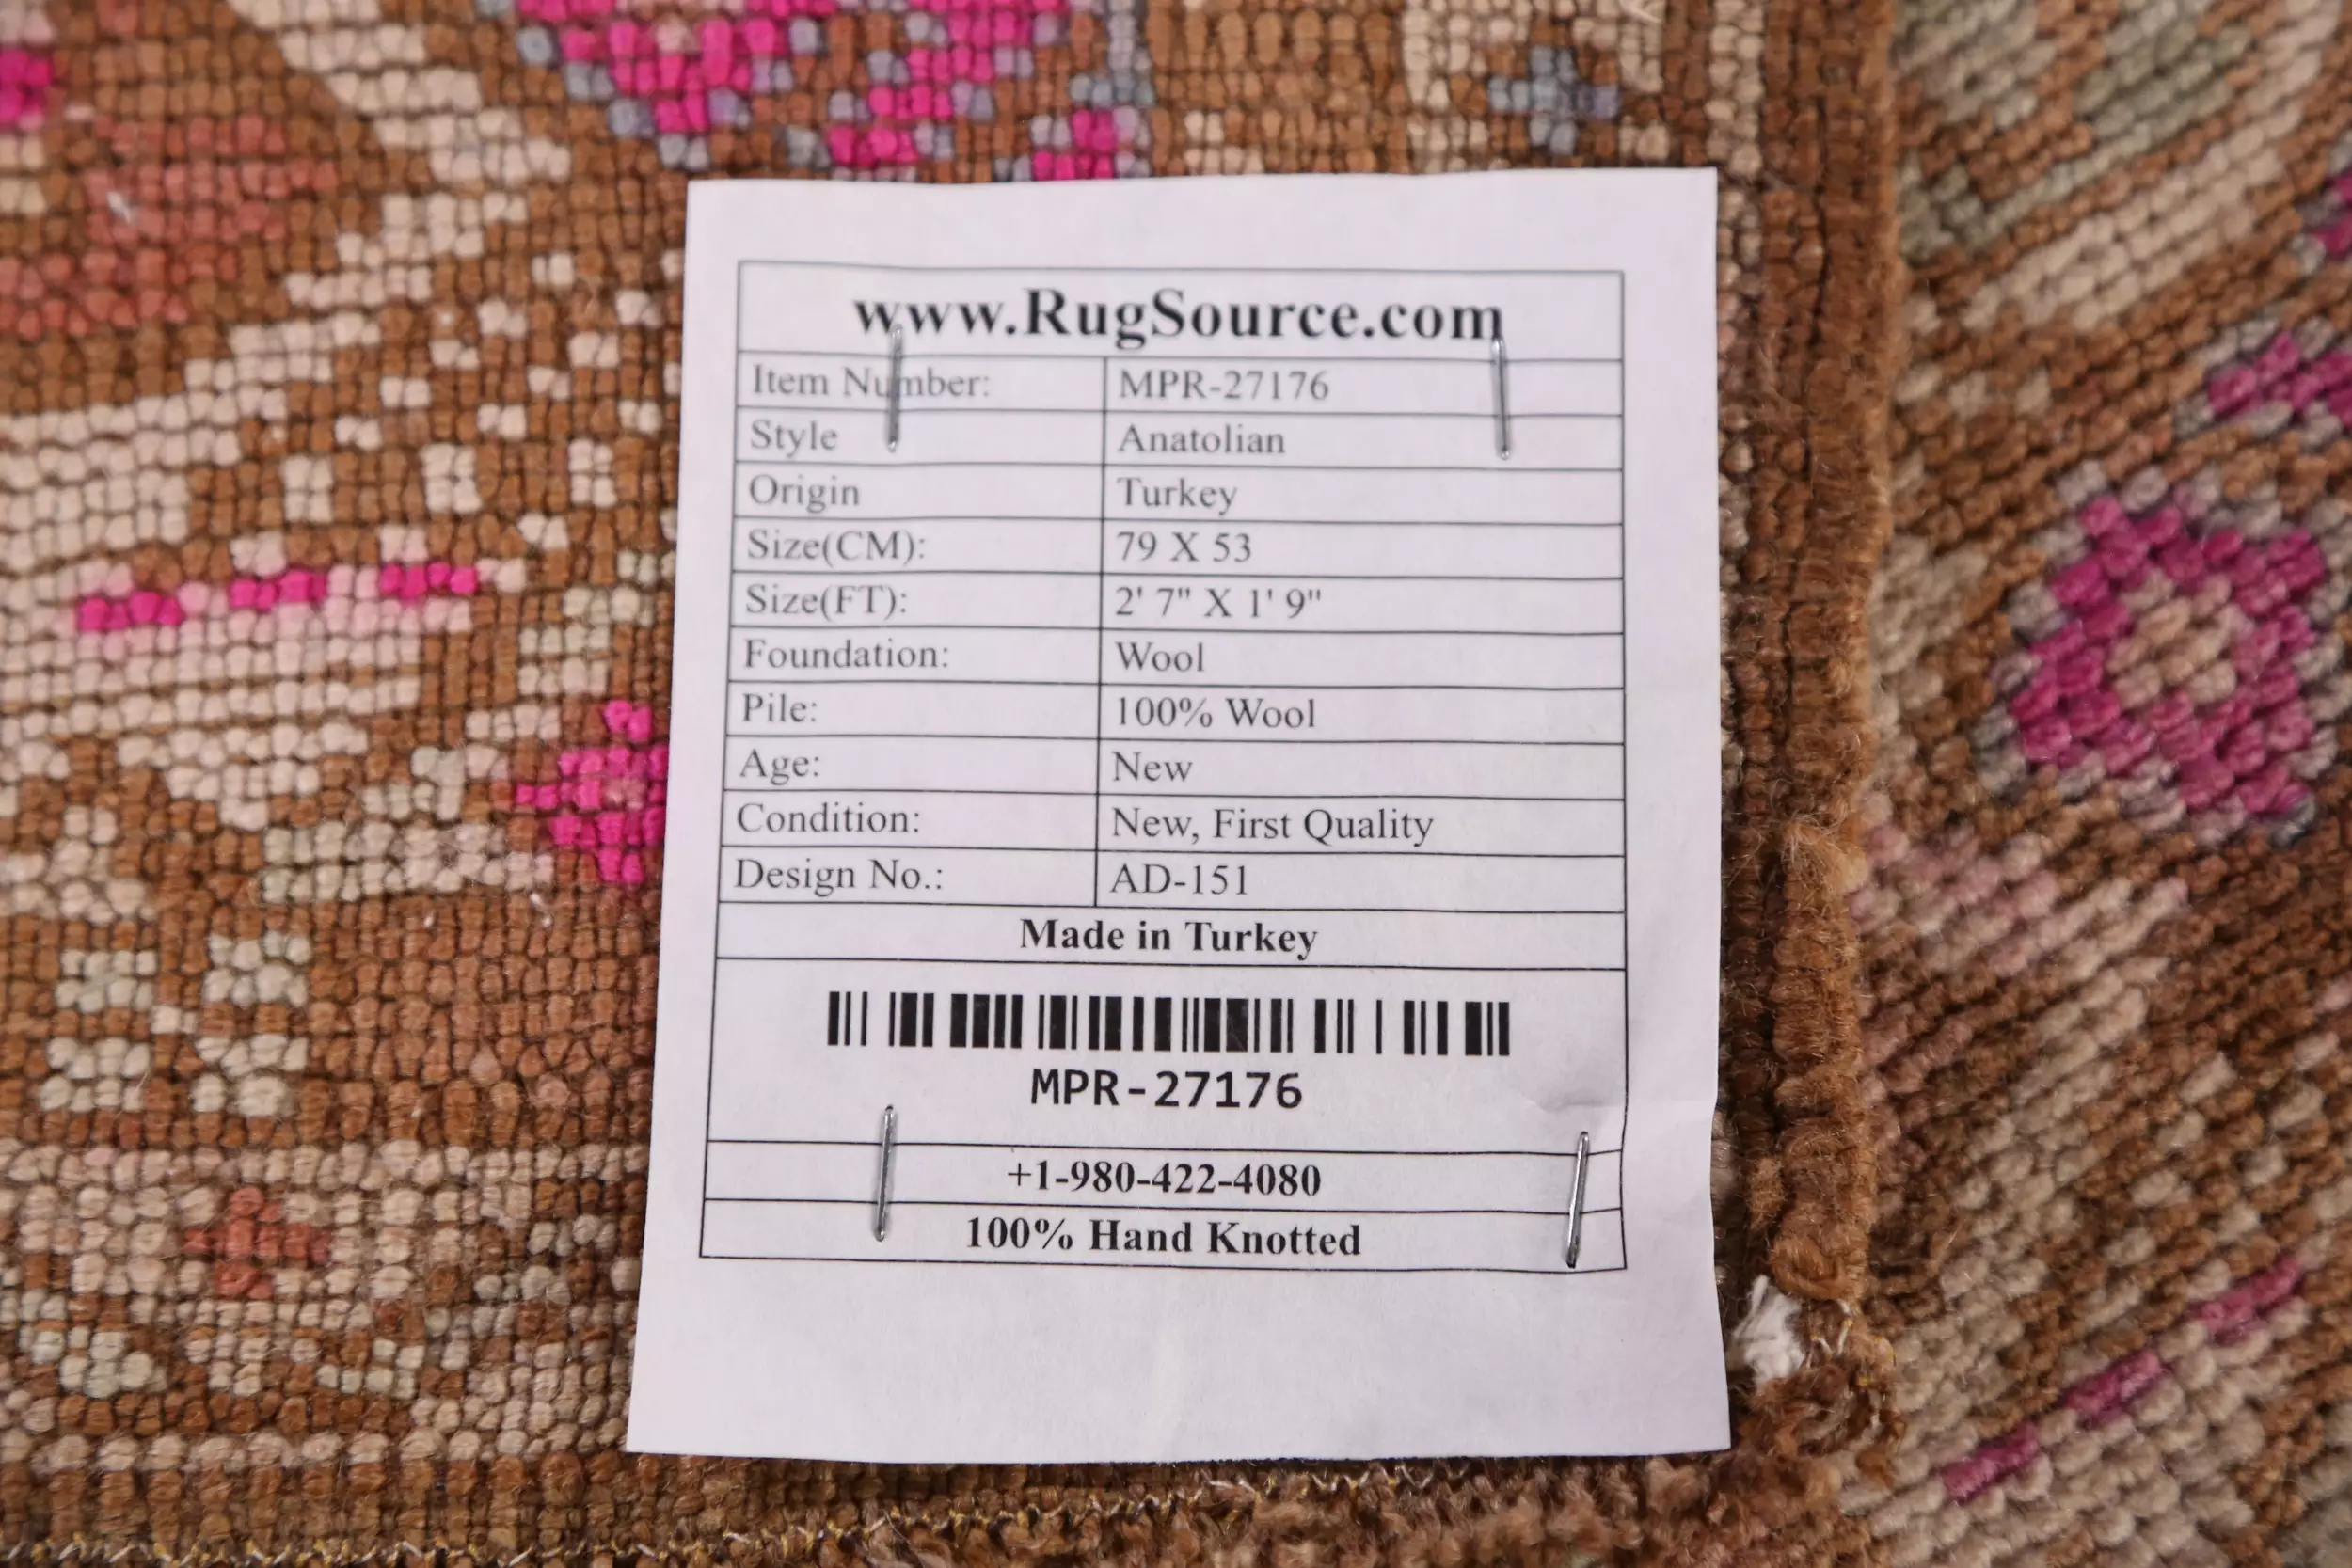 www.RugSource.com
Item Number: MPR-27176
Style Anatolian
Origin Turkey
Size(CM): 79 X 53
Size(FT): 2' 7" X 1' 9"
Foundation: Wool
Pile: 100% Wool
Age: New
Condition: New, First Quality
Design No.: AD-151
Made in Turkey
MPR-27176
+1-980-422-4080
100% Hand Knotted